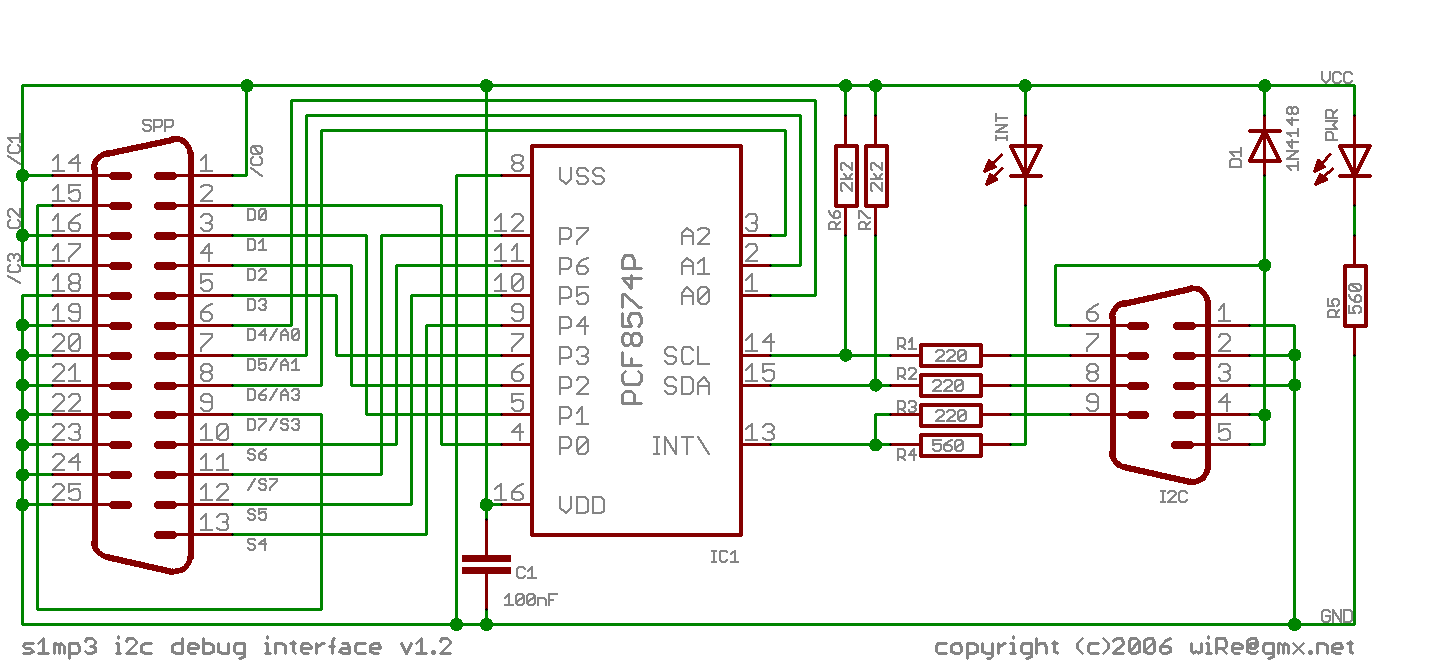 VCC
SPP
/C1
C2
/C3
14
15
16
17
18
19
20
21
22
23
24
25
1
2
3
4
5
6
7
8
9
10
11
12
13
/C0
D0
D1
D2
D3
D4/A0
D5/A1
D6/A3
D7/S3
S6
/S7
S5
S4
8
VSS
12
P7
11
P6
10
P5
9
P4
7
P3
6
P2
5
P1
4
P0
16
VDD
PCF8574P
A2
3
A1
2
A0
1
SCL
14
SDA
15
INT\
13
IC1
C1
100nF
R6
2k2
R7
2k2
INT
R1
220
R2
220
R3
220
R4
560
D1
1N4148
PWR
R5
560
6
7
8
9
1
2
3
4
5
I2C
GND
s1mp3 i2c debug interface v1.2
copyright (c)2006 wiRe@gmx.net